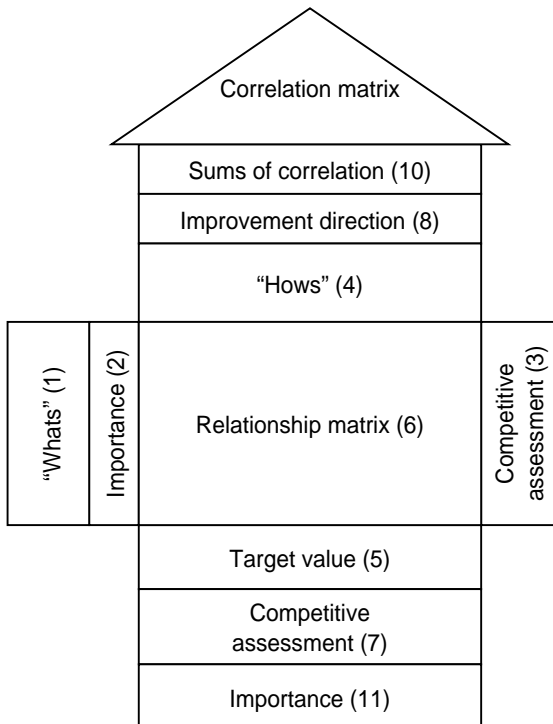 Correlation matrix
Sums of correlation (10)
Improvement direction (8)
“Hows” (4)
“Whats” (1)
Importance (2)
Relationship matrix (6)
Competitive
assessment (3)
Target value (5)
Competitive
assessment (7)
Importance (11)